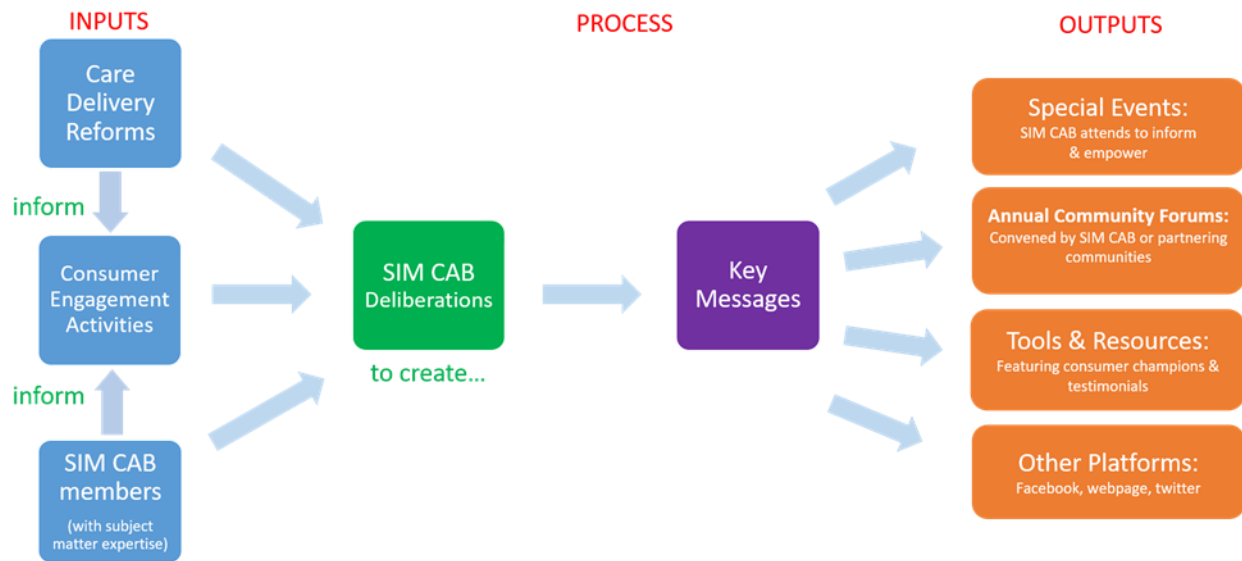 INPUTS
PROCESS
OUTPUTS
Care
Delivery
Reforms
inform
Consumer
Engagement
Activities
inform
SIM CAB
members
(with subject
matter expertise)
SIM CAB
Deliberations
to create...
Key
Messages
Special Events:
SIM CAB attends to inform
& empower
Annual Community Forums:
Convened by SIM CAB or partnering
communities
Tools & Resources:
Featuring consumer champions &
testimonials
Other Platforms:
Facebook, webpage, twitter